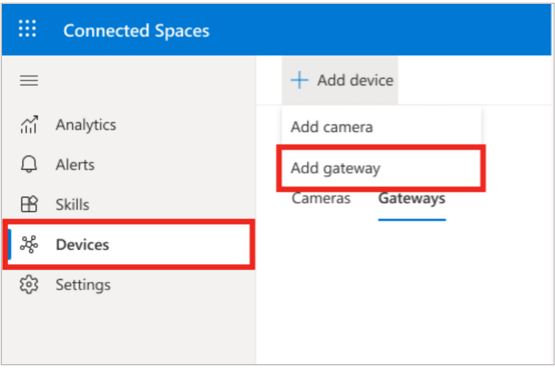 Connected Spaces
+ Add device
Analytics
Add camera
Alerts
Add gateway
Skills
Cameras Gateways
Devices
Settings